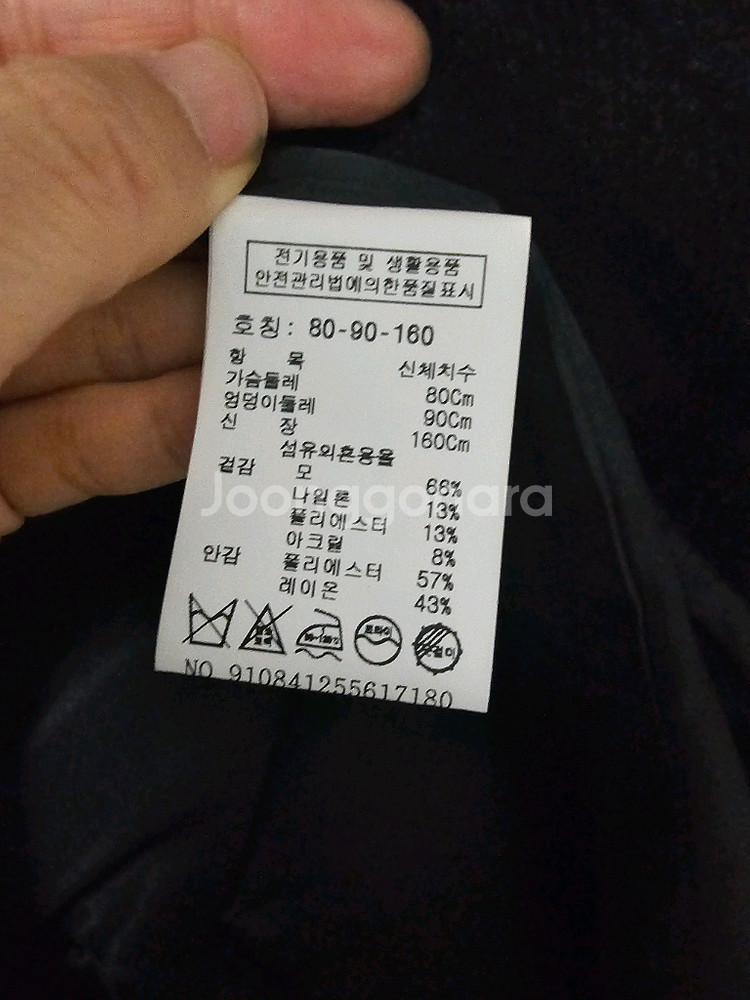 전기용품 및 생활용품
안전관리법에의한품질표시
호칭: 80-90-160
항 목 신체치수
가슴둘레 80Cm
엉덩이둘레 90Cm
신 장 160Cm
섬유의혼용율
겉감 모 66%
나일론 13%
폴리에스터 13%
아크릴 8%
안감 폴리에스터 57%
레이온 43%
드라이
NO 910841255617180
Joonggonara